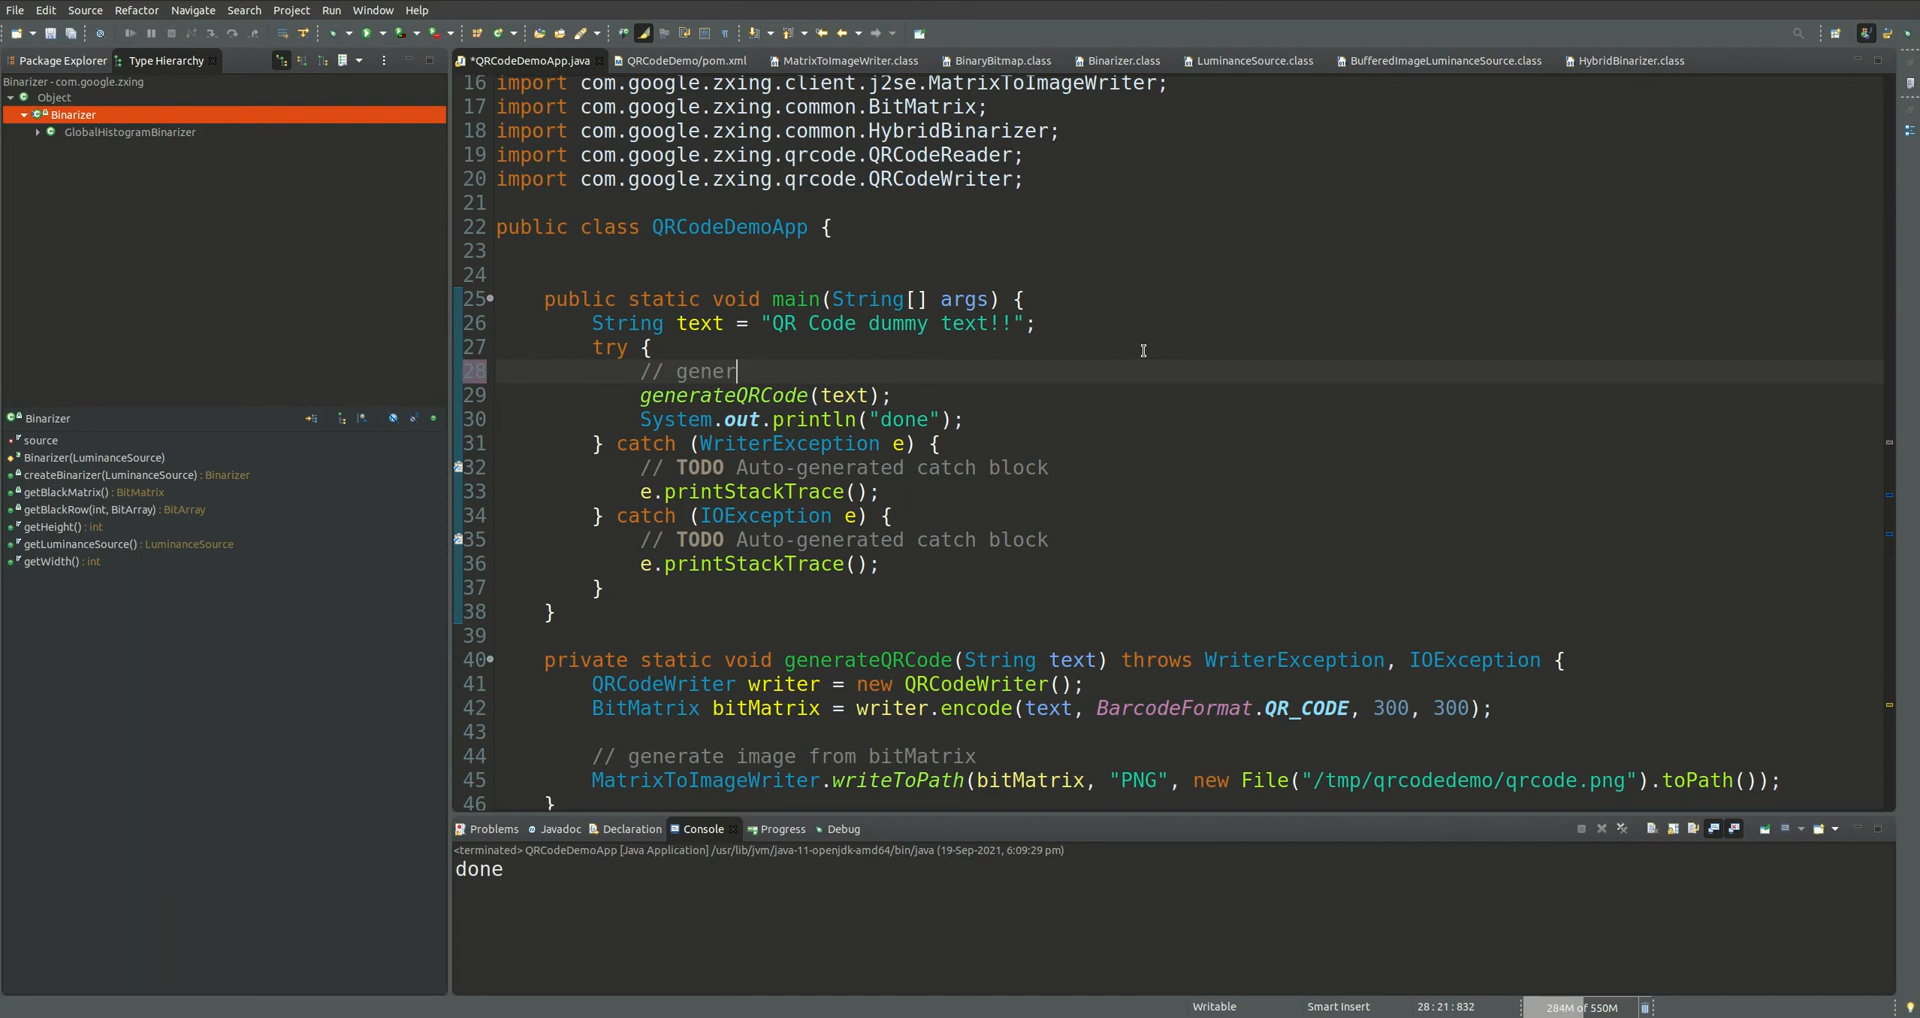 File Edit Source Refactor Navigate Search Project Run Window Help
Package Explorer Type Hierarchy
*QRCodeDemoApp.java QRCodeDemo/pom.xml MatrixToImageWriter.class BinaryBitmap.class Binarizer.class LuminanceSource.class BufferedImageLuminanceSource.class HybridBinarizer.class
Binarizer - com.google.zxing
Object
Binarizer
GlobalHistogramBinarizer
Binarizer
source
Binarizer(LuminanceSource)
createBinarizer(LuminanceSource) : Binarizer
getBlackMatrix() : BitMatrix
getBlackRow(int, BitArray) : BitArray
getHeight() : int
getLuminanceSource() : LuminanceSource
getWidth() : int
16 import com.google.zxing.client.j2se.MatrixToImageWriter;
17 import com.google.zxing.common.BitMatrix;
18 import com.google.zxing.common.HybridBinarizer;
19 import com.google.zxing.qrcode.QRCodeReader;
20 import com.google.zxing.qrcode.QRCodeWriter;
21
22 public class QRCodeDemoApp {
23
24
25 public static void main(String[] args) {
26 String text = "QR Code dummy text!!";
27 try {
28 // gener
29 generateQRCode(text);
30 System.out.println("done");
31 } catch (WriterException e) {
32 // TODO Auto-generated catch block
33 e.printStackTrace();
34 } catch (IOException e) {
35 // TODO Auto-generated catch block
36 e.printStackTrace();
37 }
38 }
39
40 private static void generateQRCode(String text) throws WriterException, IOException {
41 QRCodeWriter writer = new QRCodeWriter();
42 BitMatrix bitMatrix = writer.encode(text, BarcodeFormat.QR_CODE, 300, 300);
43
44 // generate image from bitMatrix
45 MatrixToImageWriter.writeToPath(bitMatrix, "PNG", new File("/tmp/qrcodedemo/qrcode.png").toPath());
46 }
Problems Javadoc Declaration Console Progress Debug
<terminated> QRCodeDemoApp [Java Application] /usr/lib/jvm/java-11-openjdk-amd64/bin/java (19-Sep-2021, 6:09:29 pm)
done
Writable Smart Insert 28 : 21 : 832 284M of 550M